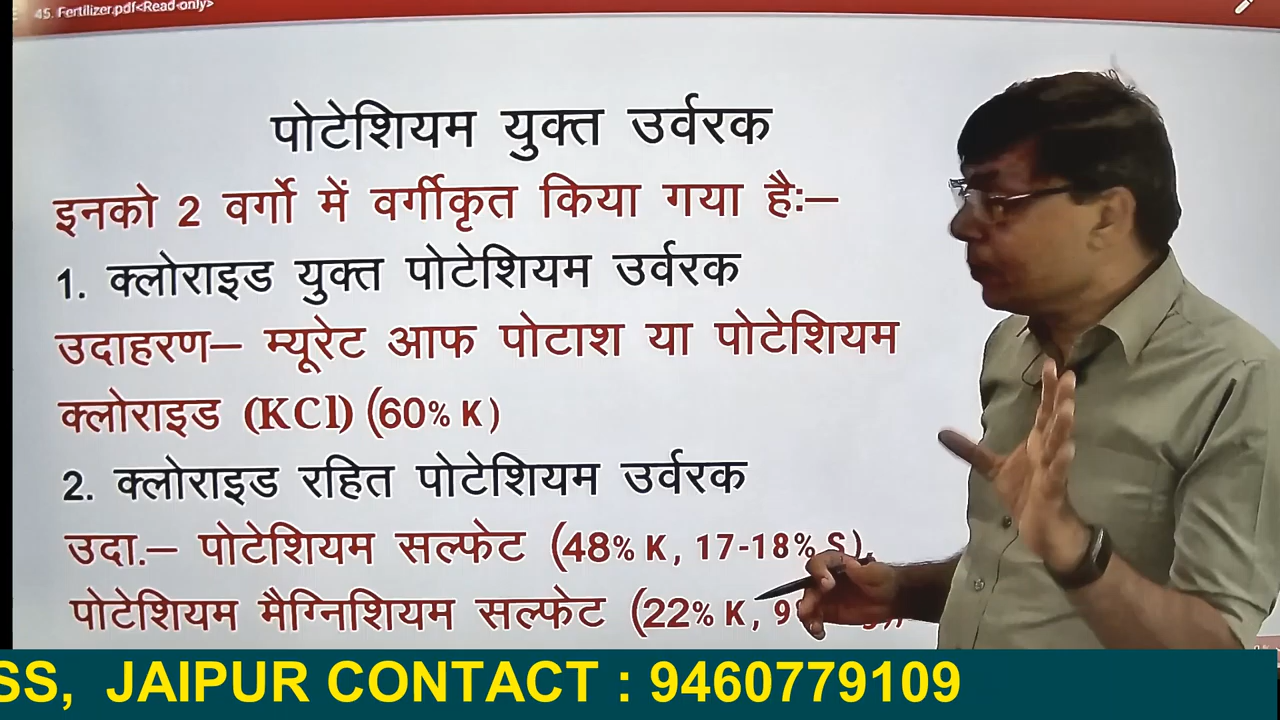 45. Fertilizer.pdf<Read-only>
पोटेशियम युक्त उर्वरक
इनको 2 वर्गो में वर्गीकृत किया गया हैः–
1. क्लोराइड युक्त पोटेशियम उर्वरक
उदाहरण– म्यूरेट आफ पोटाश या पोटेशियम
क्लोराइड (KCl) (60% K)
2. क्लोराइड रहित पोटेशियम उर्वरक
उदा.– पोटेशियम सल्फेट (48% K, 17-18% S),
पोटेशियम मैग्निशियम सल्फेट (22% K, 9
SS, JAIPUR CONTACT : 9460779109